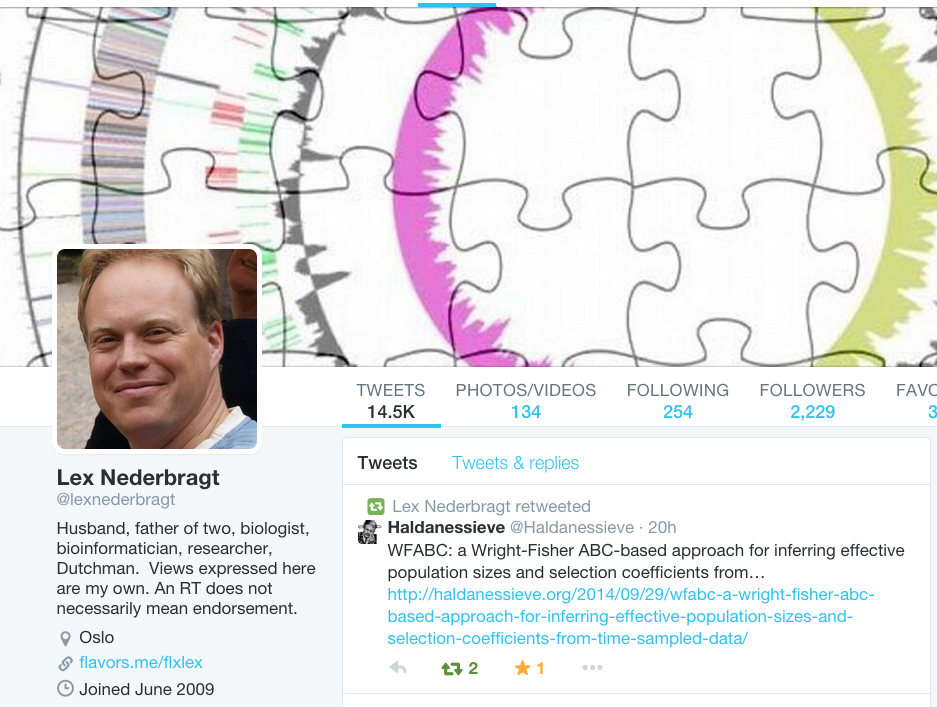 TWEETS PHOTOS/VIDEOS FOLLOWING FOLLOWERS FAVO
14.5K 134 254 2,229 3
Tweets Tweets & replies
Lex Nederbragt
@lexnederbragt
Husband, father of two, biologist,
bioinformatician, researcher,
Dutchman. Views expressed here
are my own. An RT does not
necessarily mean endorsement.
Oslo
flavors.me/flxlex
Joined June 2009
Lex Nederbragt retweeted
Haldanessieve @Haldanessieve · 20h
WFABC: a Wright-Fisher ABC-based approach for inferring effective
population sizes and selection coefficients from…
http://haldanessieve.org/2014/09/29/wfabc-a-wright-fisher-abc-
based-approach-for-inferring-effective-population-sizes-and-
selection-coefficients-from-time-sampled-data/
2 1